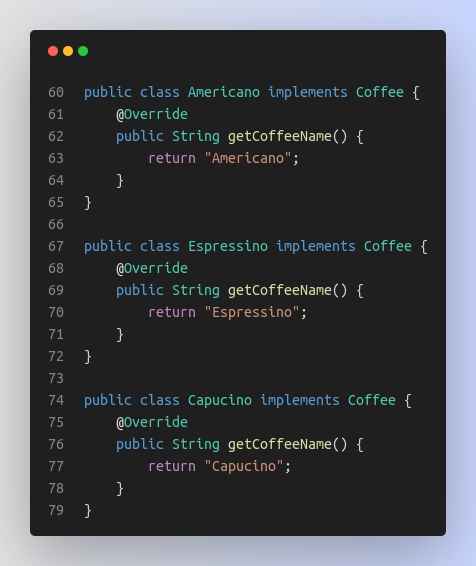 60 public class Americano implements Coffee {
61     @Override
62     public String getCoffeeName() {
63         return "Americano";
64     }
65 }
66
67 public class Espressino implements Coffee {
68     @Override
69     public String getCoffeeName() {
70         return "Espressino";
71     }
72 }
73
74 public class Capucino implements Coffee {
75     @Override
76     public String getCoffeeName() {
77         return "Capucino";
78     }
79 }